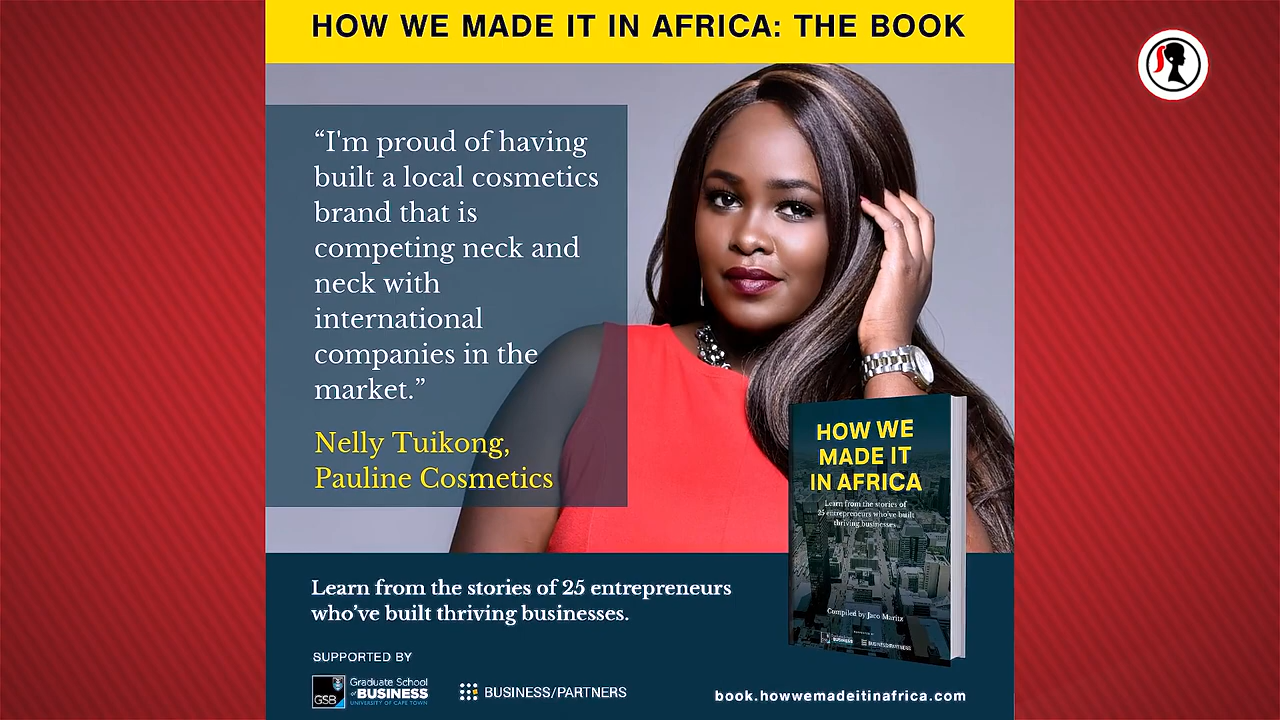 HOW WE MADE IT IN AFRICA: THE BOOK
“I'm proud of having
built a local cosmetics
brand that is
competing neck and
neck with
international
companies in the
market.”
Nelly Tuikong,
Pauline Cosmetics
HOW WE
MADE IT
IN AFRICA
Learn from the stories of
25 entrepreneurs who've built
thriving businesses
Compiled by Jaco Maritz
Learn from the stories of 25 entrepreneurs
who’ve built thriving businesses.
SUPPORTED BY
GSB
Graduate School
of BUSINESS
UNIVERSITY OF CAPE TOWN
BUSINESS/PARTNERS
book.howwemadeitinafrica.com